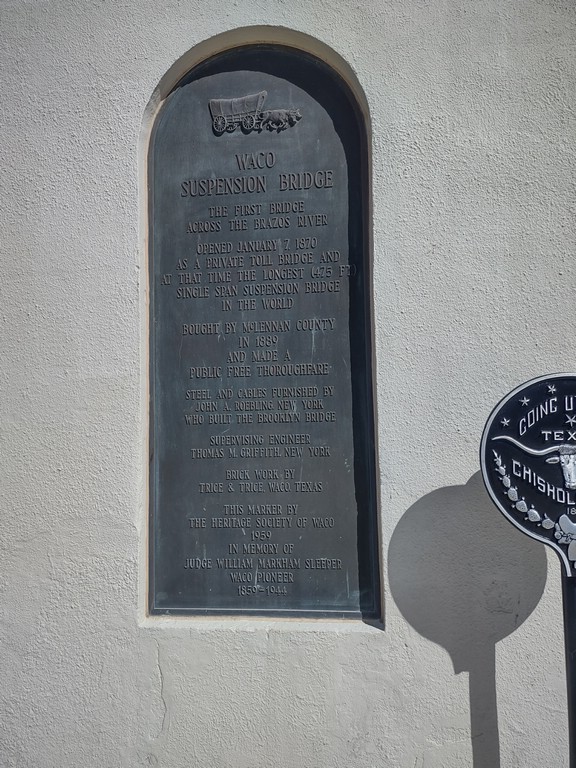 WACO
SUSPENSION BRIDGE
THE FIRST BRIDGE
ACROSS THE BRAZOS RIVER
OPENED JANUARY 7 1870
AS A PRIVATE TOLL BRIDGE AND
AT THAT TIME THE LONGEST (475 FT)
SINGLE SPAN SUSPENSION BRIDGE
IN THE WORLD
BOUGHT BY McLENNAN COUNTY
IN 1889
AND MADE A
PUBLIC FREE THOROUGHFARE
STEEL AND CABLES FURNISHED BY
JOHN A. ROEBLING, NEW YORK
WHO BUILT THE BROOKLYN BRIDGE
SUPERVISING ENGINEER
THOMAS M. GRIFFITH, NEW YORK
BRICK WORK BY
TRICE & TRICE WACO, TEXAS
THIS MARKER BY
THE HERITAGE SOCIETY OF WACO
1959
IN MEMORY OF
JUDGE WILLIAM MARKHAM SLEEPER
WACO PIONEER
1859-1944
GOING U
TEX
CHISHOL
18